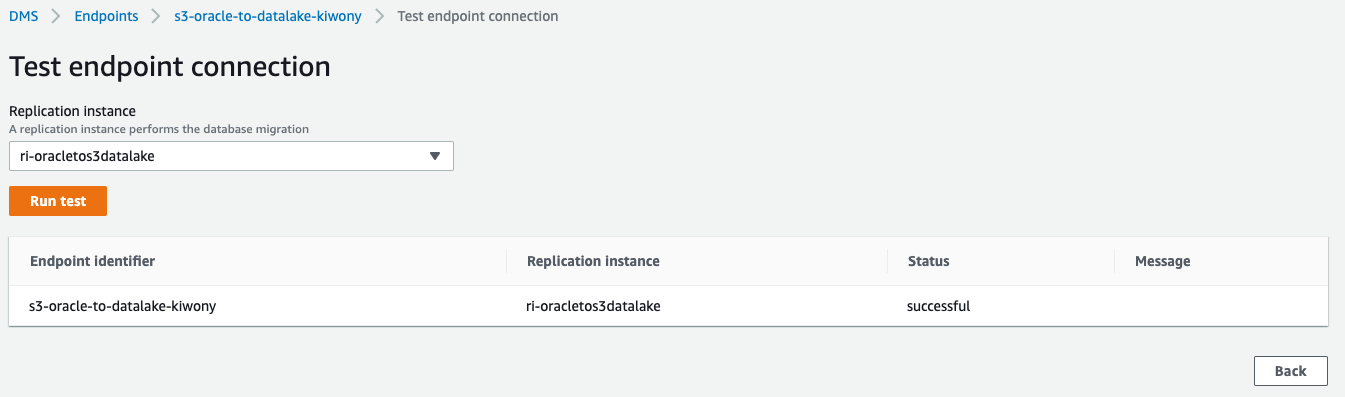 DMS Endpoints s3-oracle-to-datalake-kiwony Test endpoint connection
Test endpoint connection
Replication instance
A replication instance performs the database migration
ri-oracletos3datalake
Run test
Endpoint identifier Replication instance Status Message
s3-oracle-to-datalake-kiwony ri-oracletos3datalake successful
Back